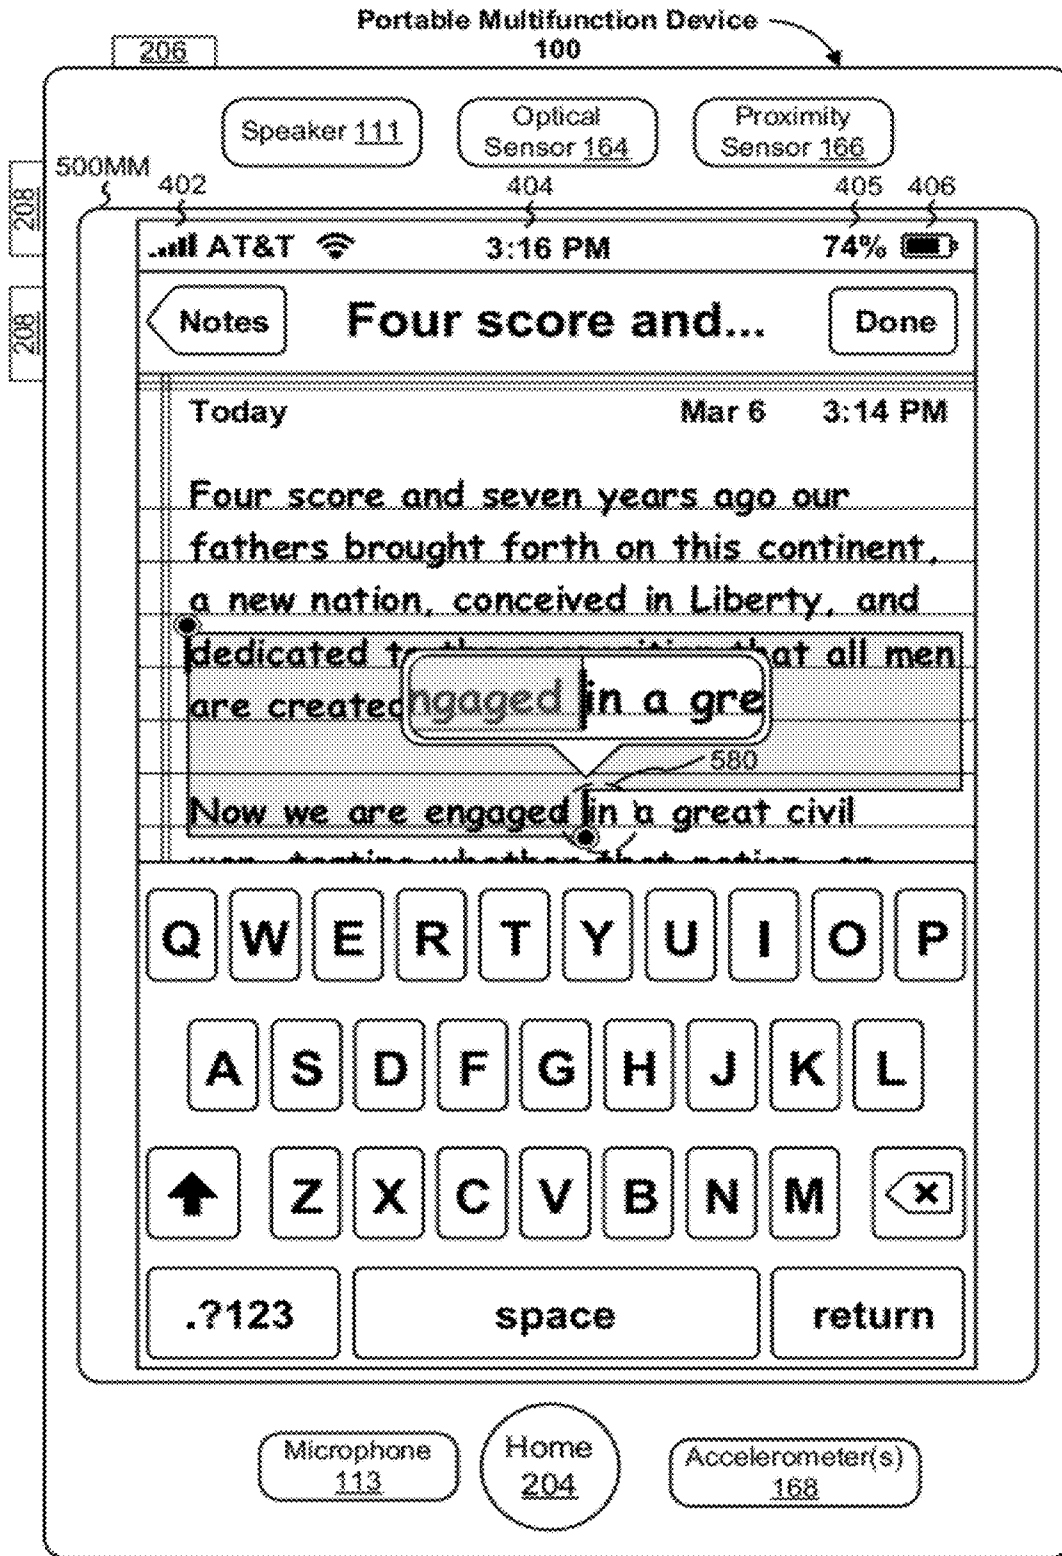 Portable Multifunction Device
100
206
Speaker 111
Optical
Sensor 164
Proximity
Sensor 166
208
208
500MM
402
404
405
406
AT&T 3:16 PM 74%
Notes Four score and... Done
Today Mar 6 3:14 PM
Four score and seven years ago our
fathers brought forth on this continent,
a new nation, conceived in Liberty, and
dedicated that all men
are created
ngaged in a gre
580
Now we are engaged in a great civil
Q W E R T Y U I O P
A S D F G H J K L
Z X C V B N M
.?123 space return
Microphone
113
Home
204
Accelerometer(s)
168